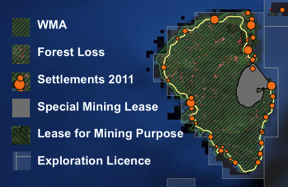 WMA
Forest Loss
Settlements 2011
Special Mining Lease
Lease for Mining Purpose
Exploration Licence